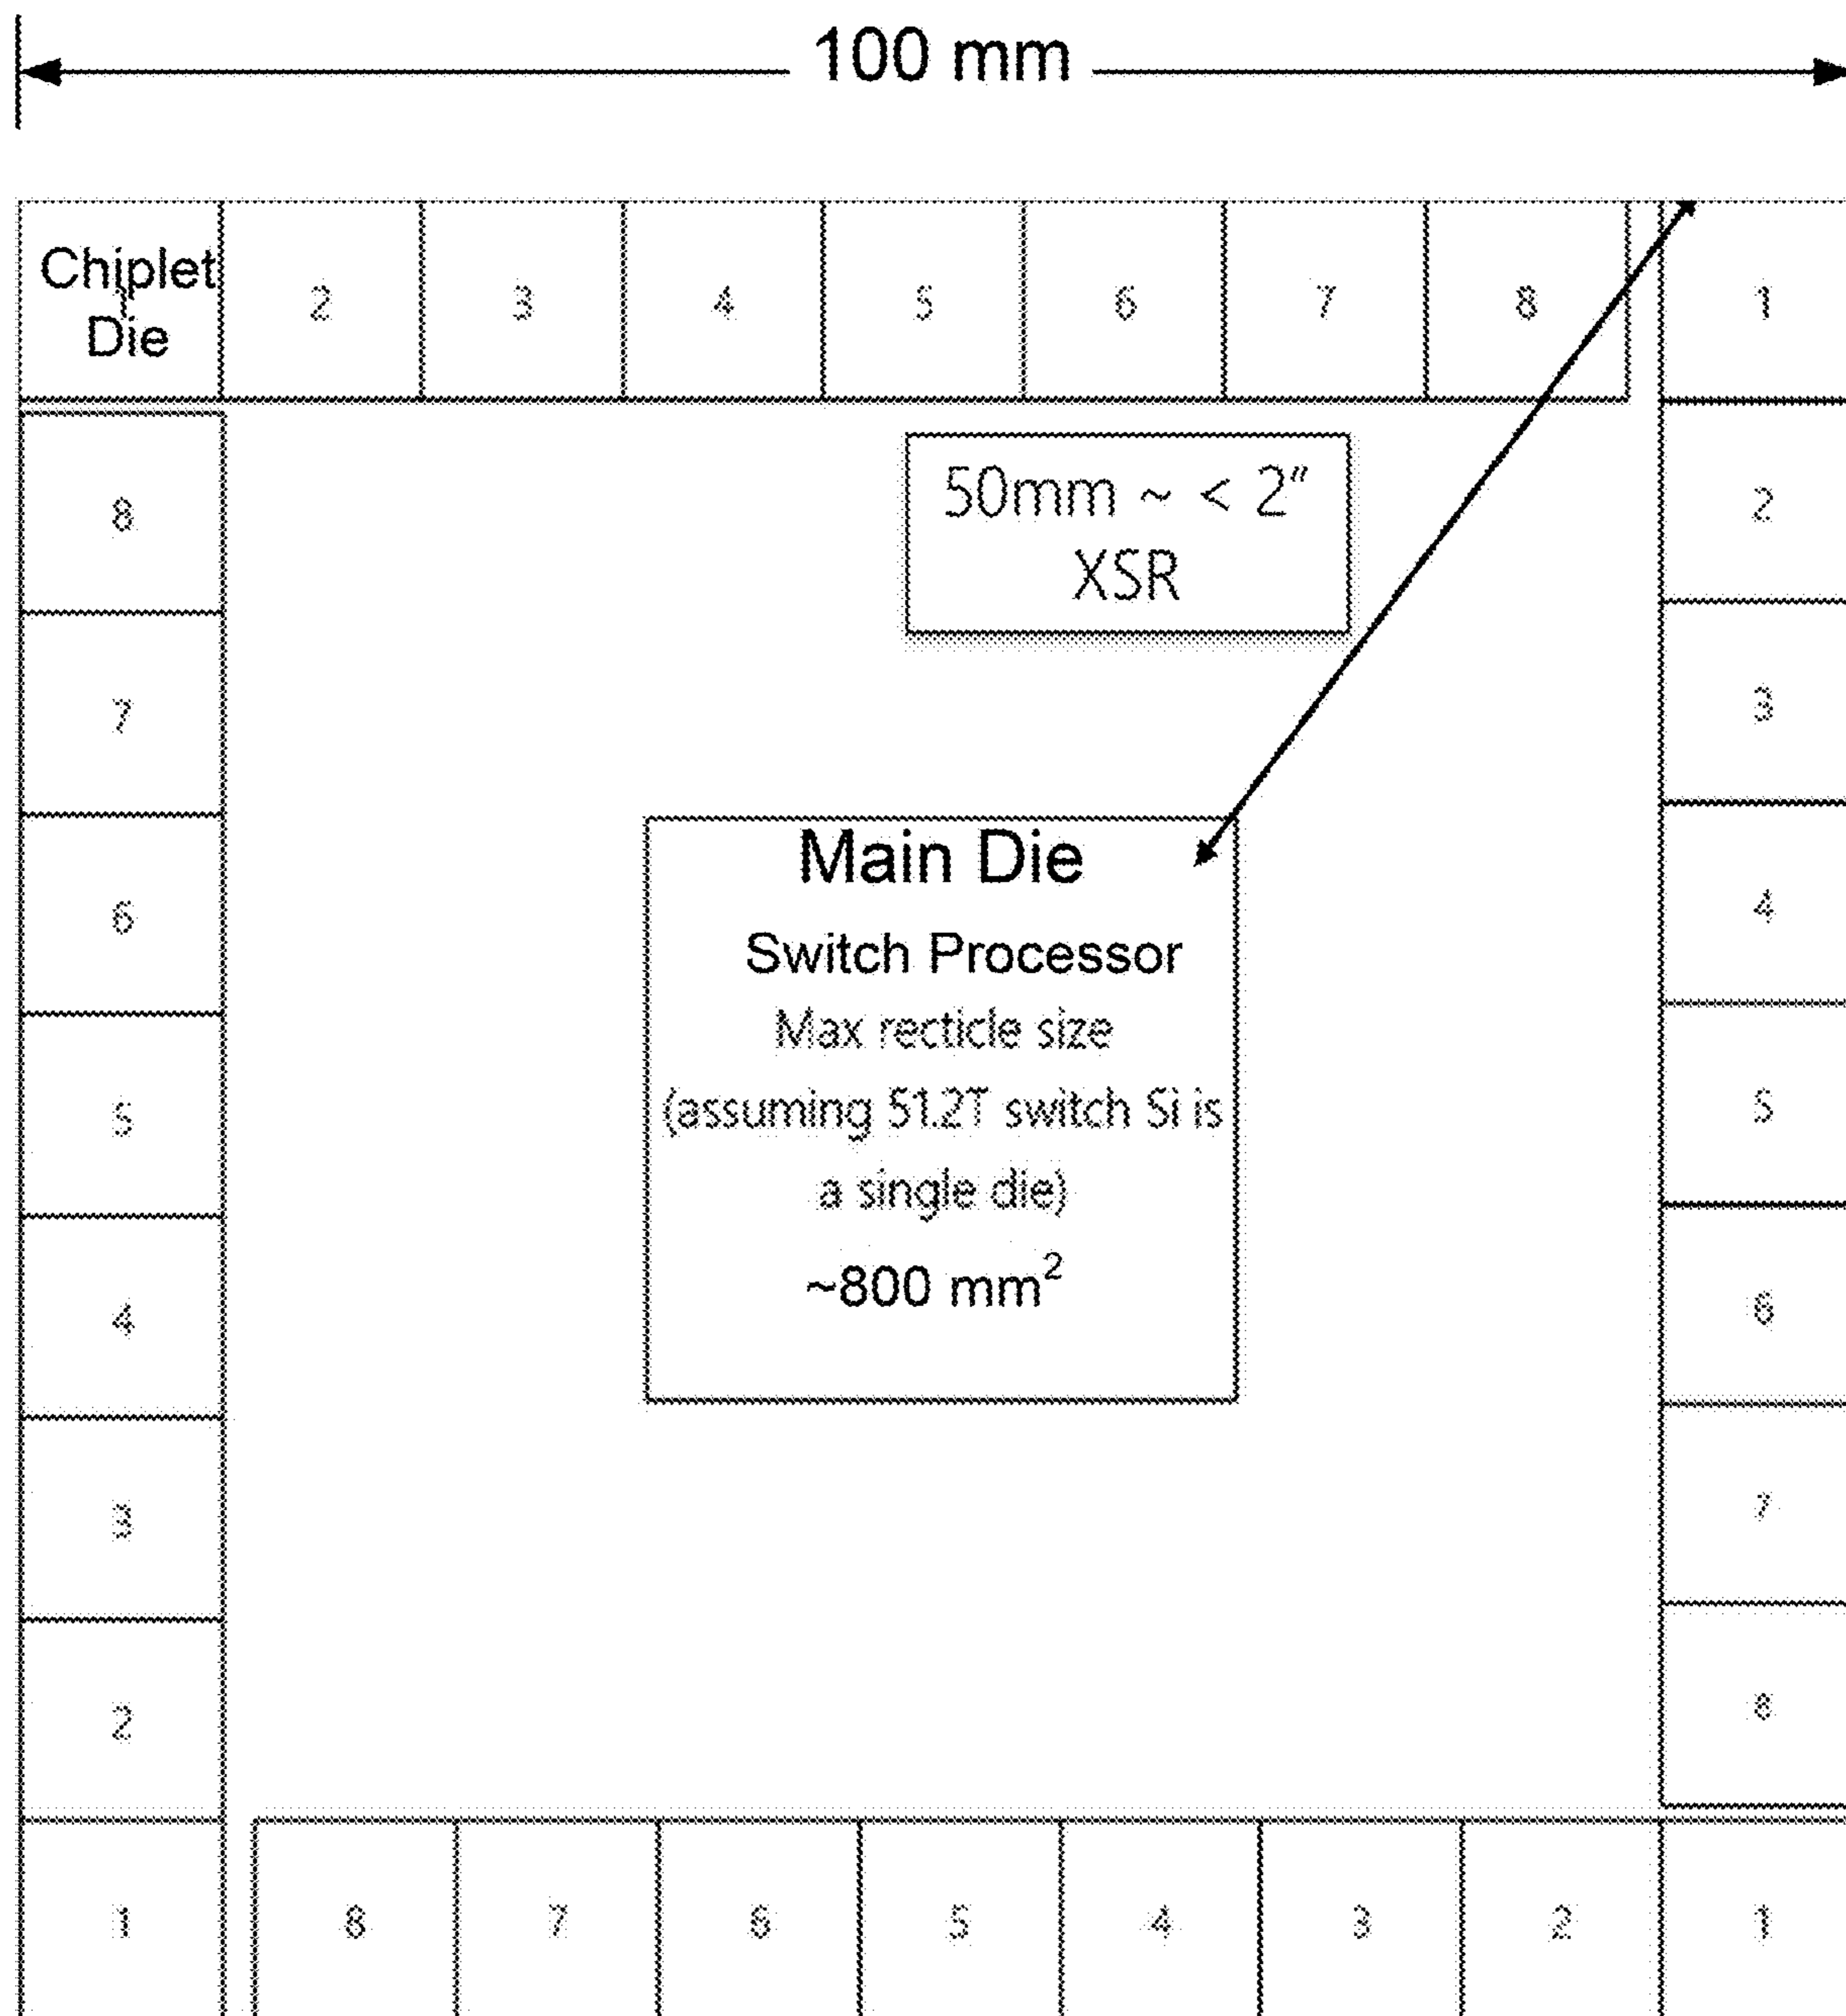 100 mm
Chiplet
1
Die
2
3
4
5
6
7
8
1
50mm ~ < 2"
XSR
8
2
7
3
Main Die
6
4
Switch Processor
Max recticle size
(assuming 51.2T switch Si is
5
5
a single die)
~800 mm²
4
6
3
7
2
8
1
8
7
6
5
4
3
2
1